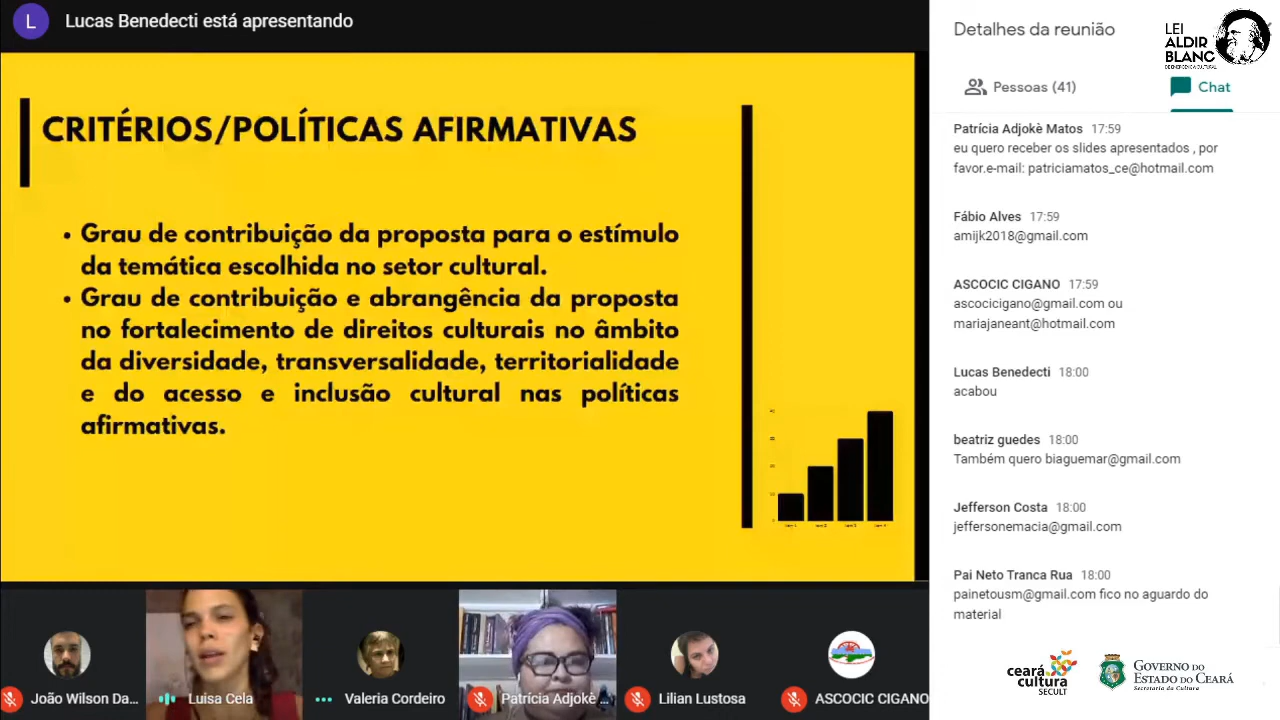 L
Lucas Benedecti está apresentando
CRITÉRIOS/POLÍTICAS AFIRMATIVAS
• Grau de contribuição da proposta para o estímulo
da temática escolhida no setor cultural.
• Grau de contribuição e abrangência da proposta
no fortalecimento de direitos culturais no âmbito
da diversidade, transversalidade, territorialidade
e do acesso e inclusão cultural nas políticas
afirmativas.
João Wilson Da...
Luisa Cela
Valeria Cordeiro
Patrícia Adjokè ...
Lilian Lustosa
ASCOCIC CIGANO
Detalhes da reunião
LEI
ALDIR
BLANC
DE EMERGÊNCIA CULTURAL
Pessoas (41)
Chat
Patrícia Adjokè Matos 17:59
eu quero receber os slides apresentados , por
favor.e-mail: patriciamatos_ce@hotmail.com
Fábio Alves 17:59
amijk2018@gmail.com
ASCOCIC CIGANO 17:59
ascocicigano@gmail.com ou
mariajaneant@hotmail.com
Lucas Benedecti 18:00
acabou
beatriz guedes 18:00
Também quero biaguemar@gmail.com
Jefferson Costa 18:00
jeffersonemacia@gmail.com
Pai Neto Tranca Rua 18:00
painetousm@gmail.com fico no aguardo do
material
ceará
cultura
SECULT
GOVERNO DO
ESTADO DO CEARÁ
Secretaria da Cultura